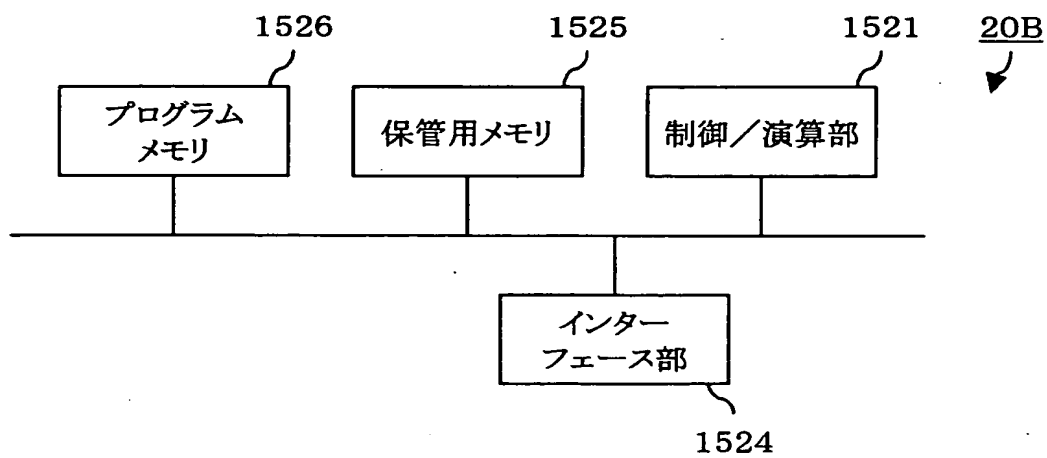 1526
1525
1521
20B
プログラム
メモリ
保管用メモリ
制御／演算部
インター
フェース部
1524